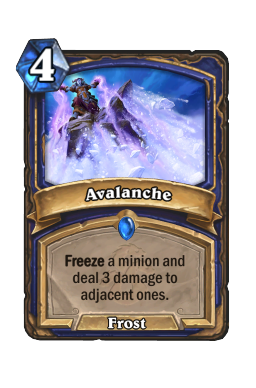 4
Avalanche
Freeze a minion and
deal 3 damage to
adjacent ones.
Frost